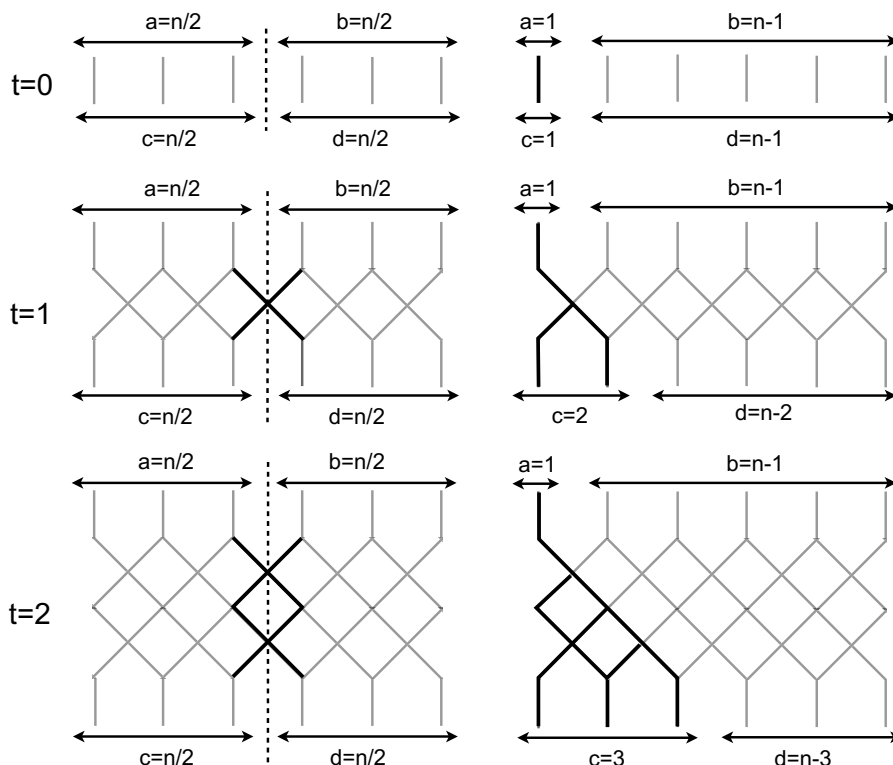 a=n/2 b=n/2 a=1 b=n-1
t=0
c=n/2 d=n/2 c=1 d=n-1
a=n/2 b=n/2 a=1 b=n-1
t=1
c=n/2 d=n/2 c=2 d=n-2
a=n/2 b=n/2 a=1 b=n-1
t=2
c=n/2 d=n/2 c=3 d=n-3